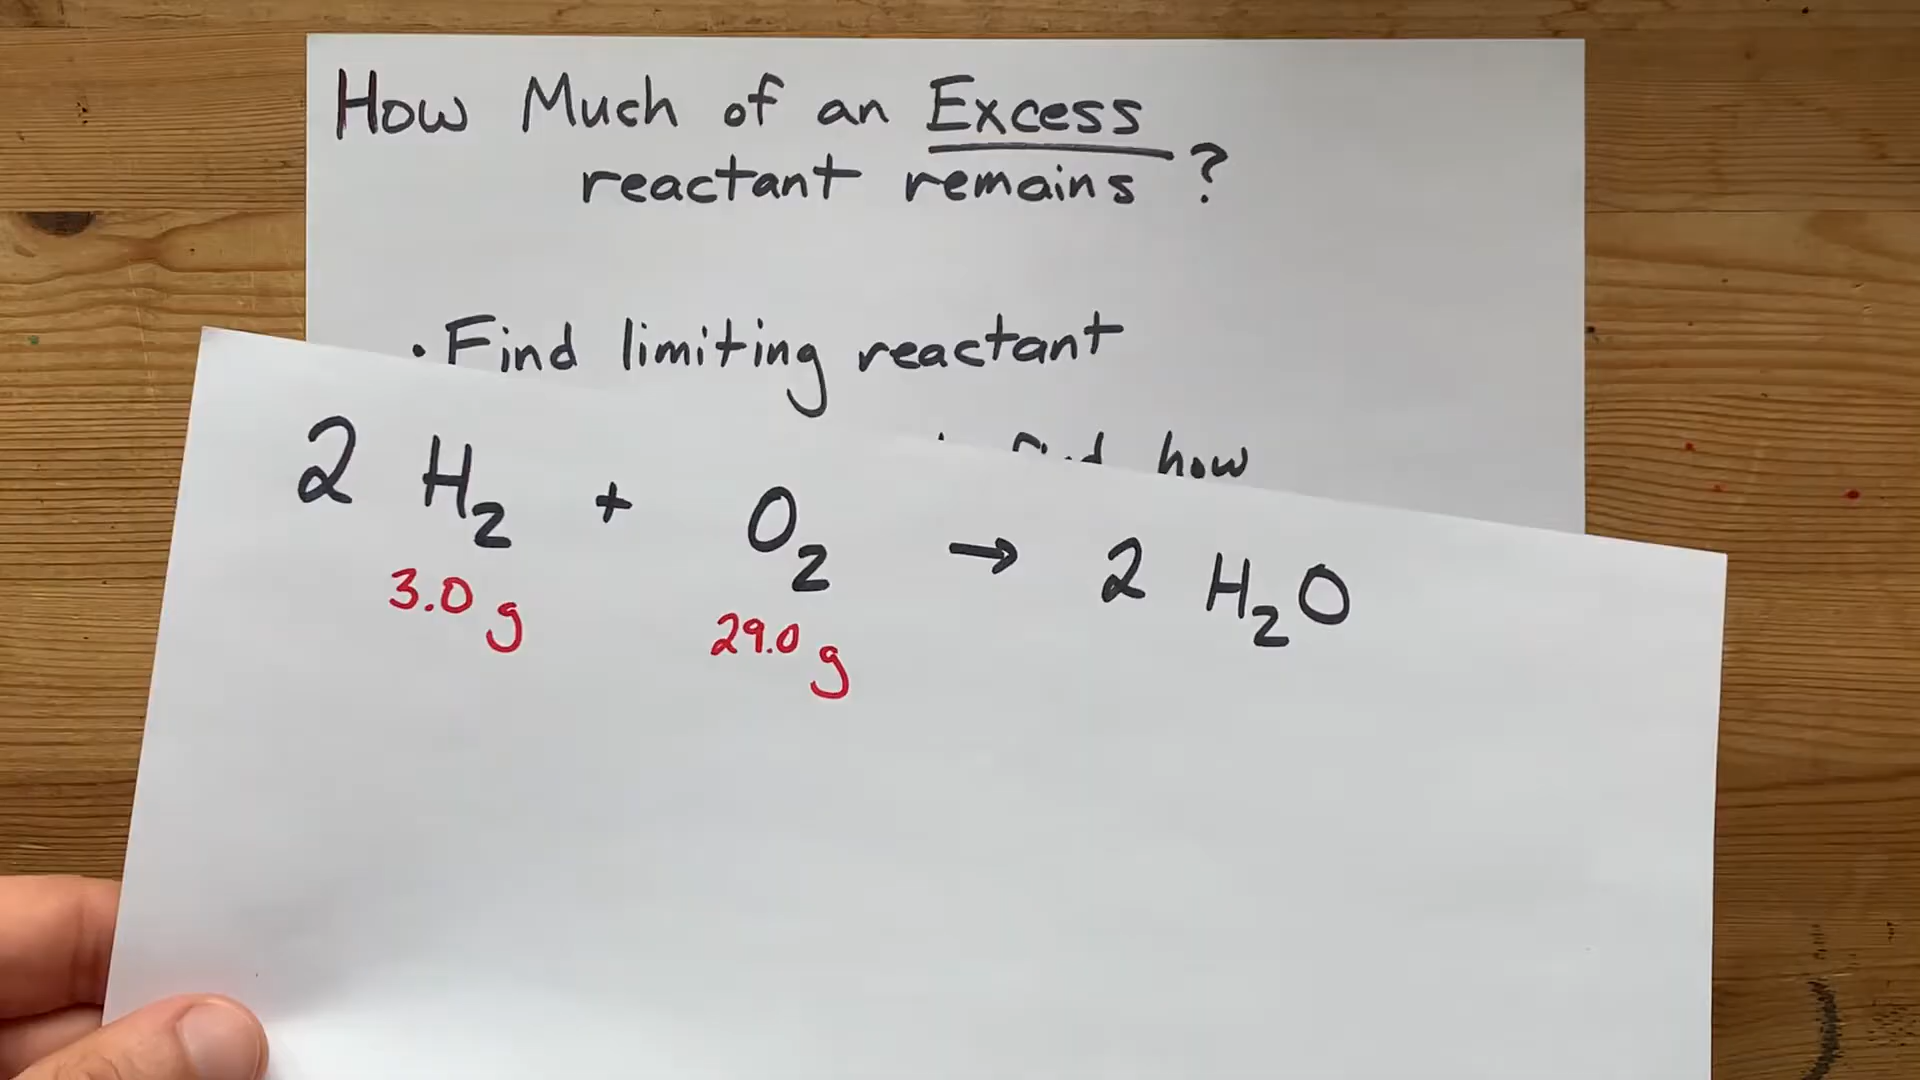 How Much of an Excess
reactant remains ?
• Find limiting reactant
how
2 H₂ + O₂ → 2 H₂O
3.0 g 29.0 g